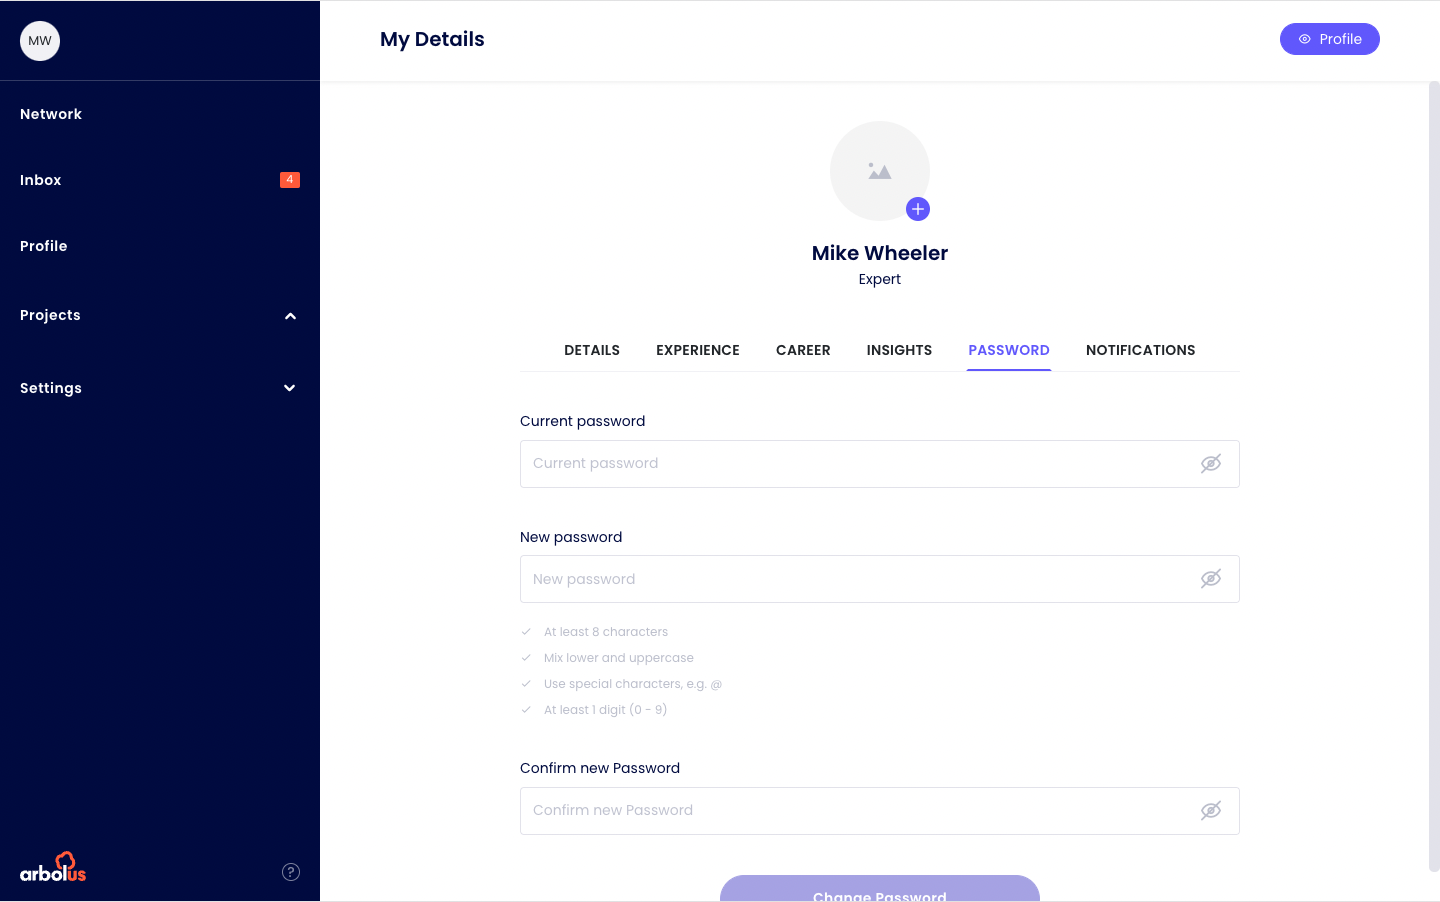 MW
My Details
Profile
Network
Inbox
4
Profile
Projects
Settings
Mike Wheeler
Expert
DETAILS EXPERIENCE CAREER INSIGHTS PASSWORD NOTIFICATIONS
Current password
Current password
New password
New password
At least 8 characters
Mix lower and uppercase
Use special characters, e.g. @
At least 1 digit (0 - 9)
Confirm new Password
Confirm new Password
Change Password
arbolus
?